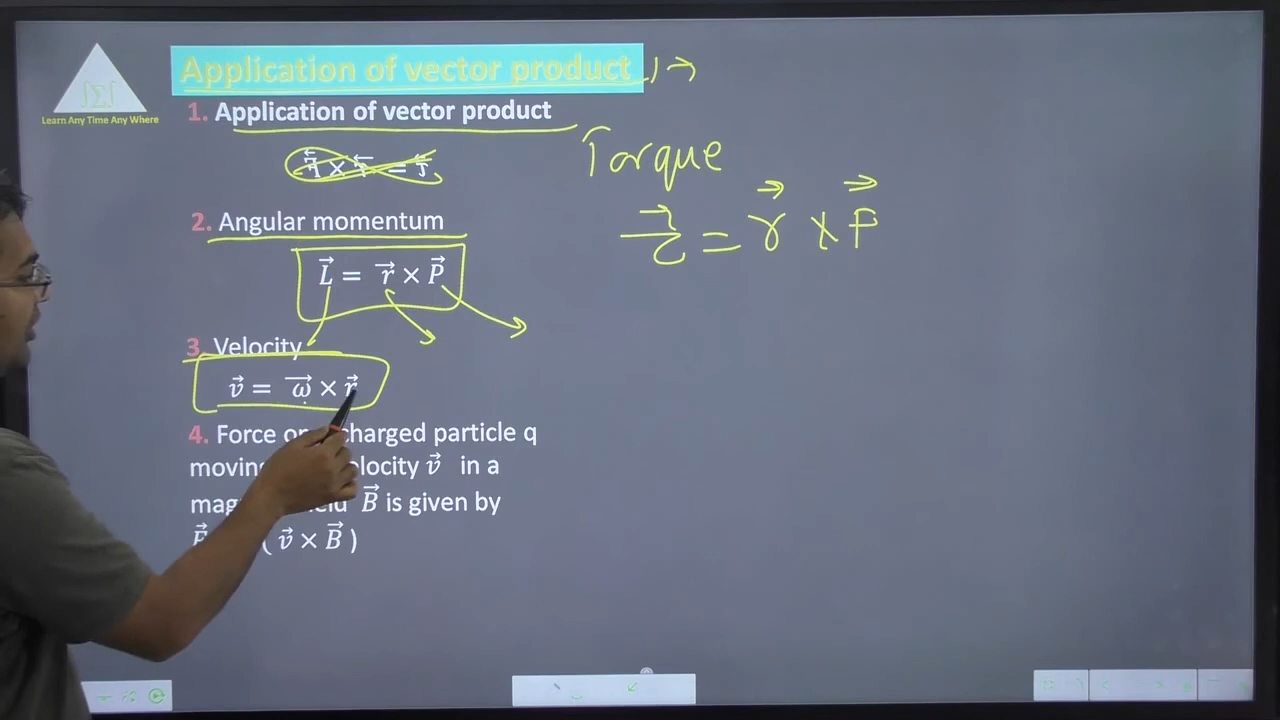 ∫∑∫
Learn Any Time Any Where
Application of vector product
1. Application of vector product
Torque
τ⃗ = r⃗ × F⃗
2. Angular momentum
L⃗ = r⃗ × P⃗
3. Velocity
v⃗ = ω⃗ × r⃗
4. Force on charged particle q
v⃗ in a
B⃗ is given by
F⃗ ( v⃗ × B⃗ )